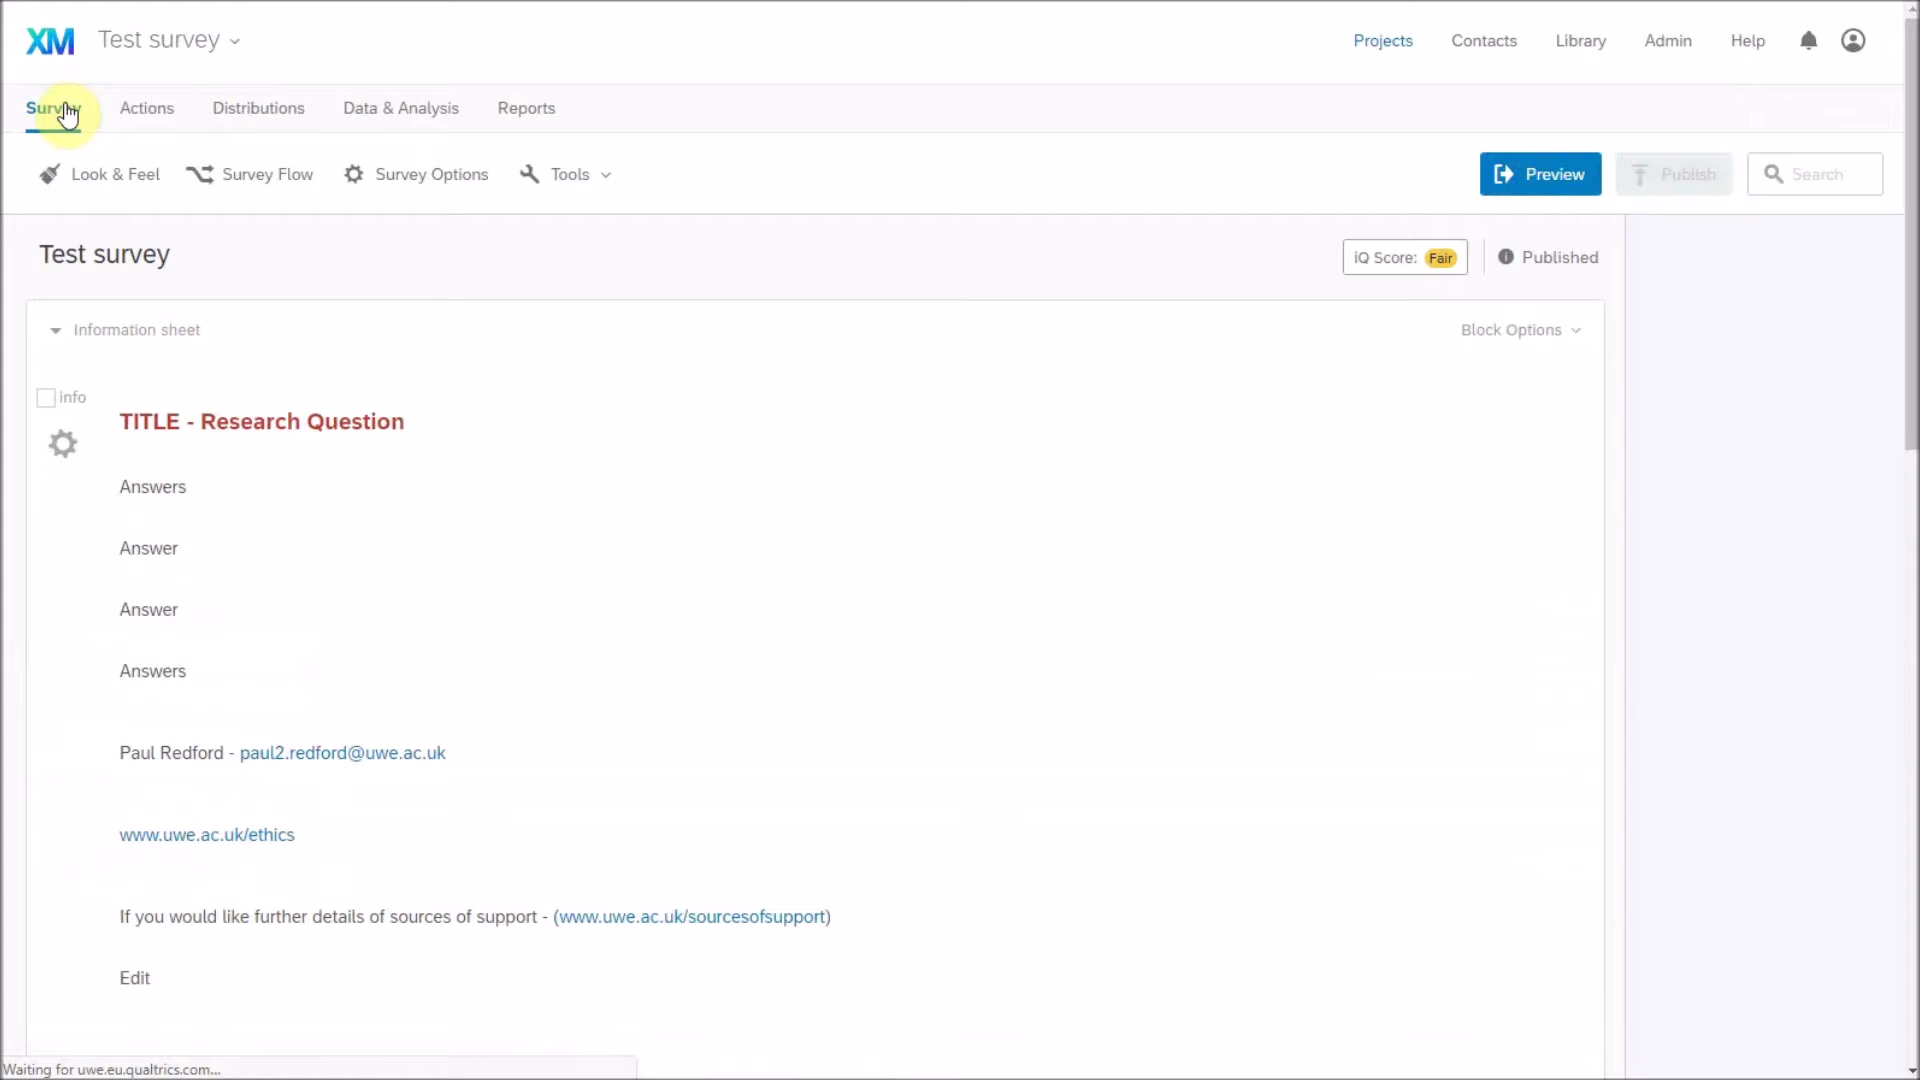 XM Test survey Projects Contacts Library Admin Help
Survey Actions Distributions Data & Analysis Reports
Look & Feel Survey Flow Survey Options Tools Preview Publish Search
Test survey iQ Score: Fair Published
Information sheet Block Options
info
TITLE - Research Question
Answers
Answer
Answer
Answers
Paul Redford - paul2.redford@uwe.ac.uk
www.uwe.ac.uk/ethics
If you would like further details of sources of support - (www.uwe.ac.uk/sourcesofsupport)
Edit
Waiting for uwe.eu.qualtrics.com...